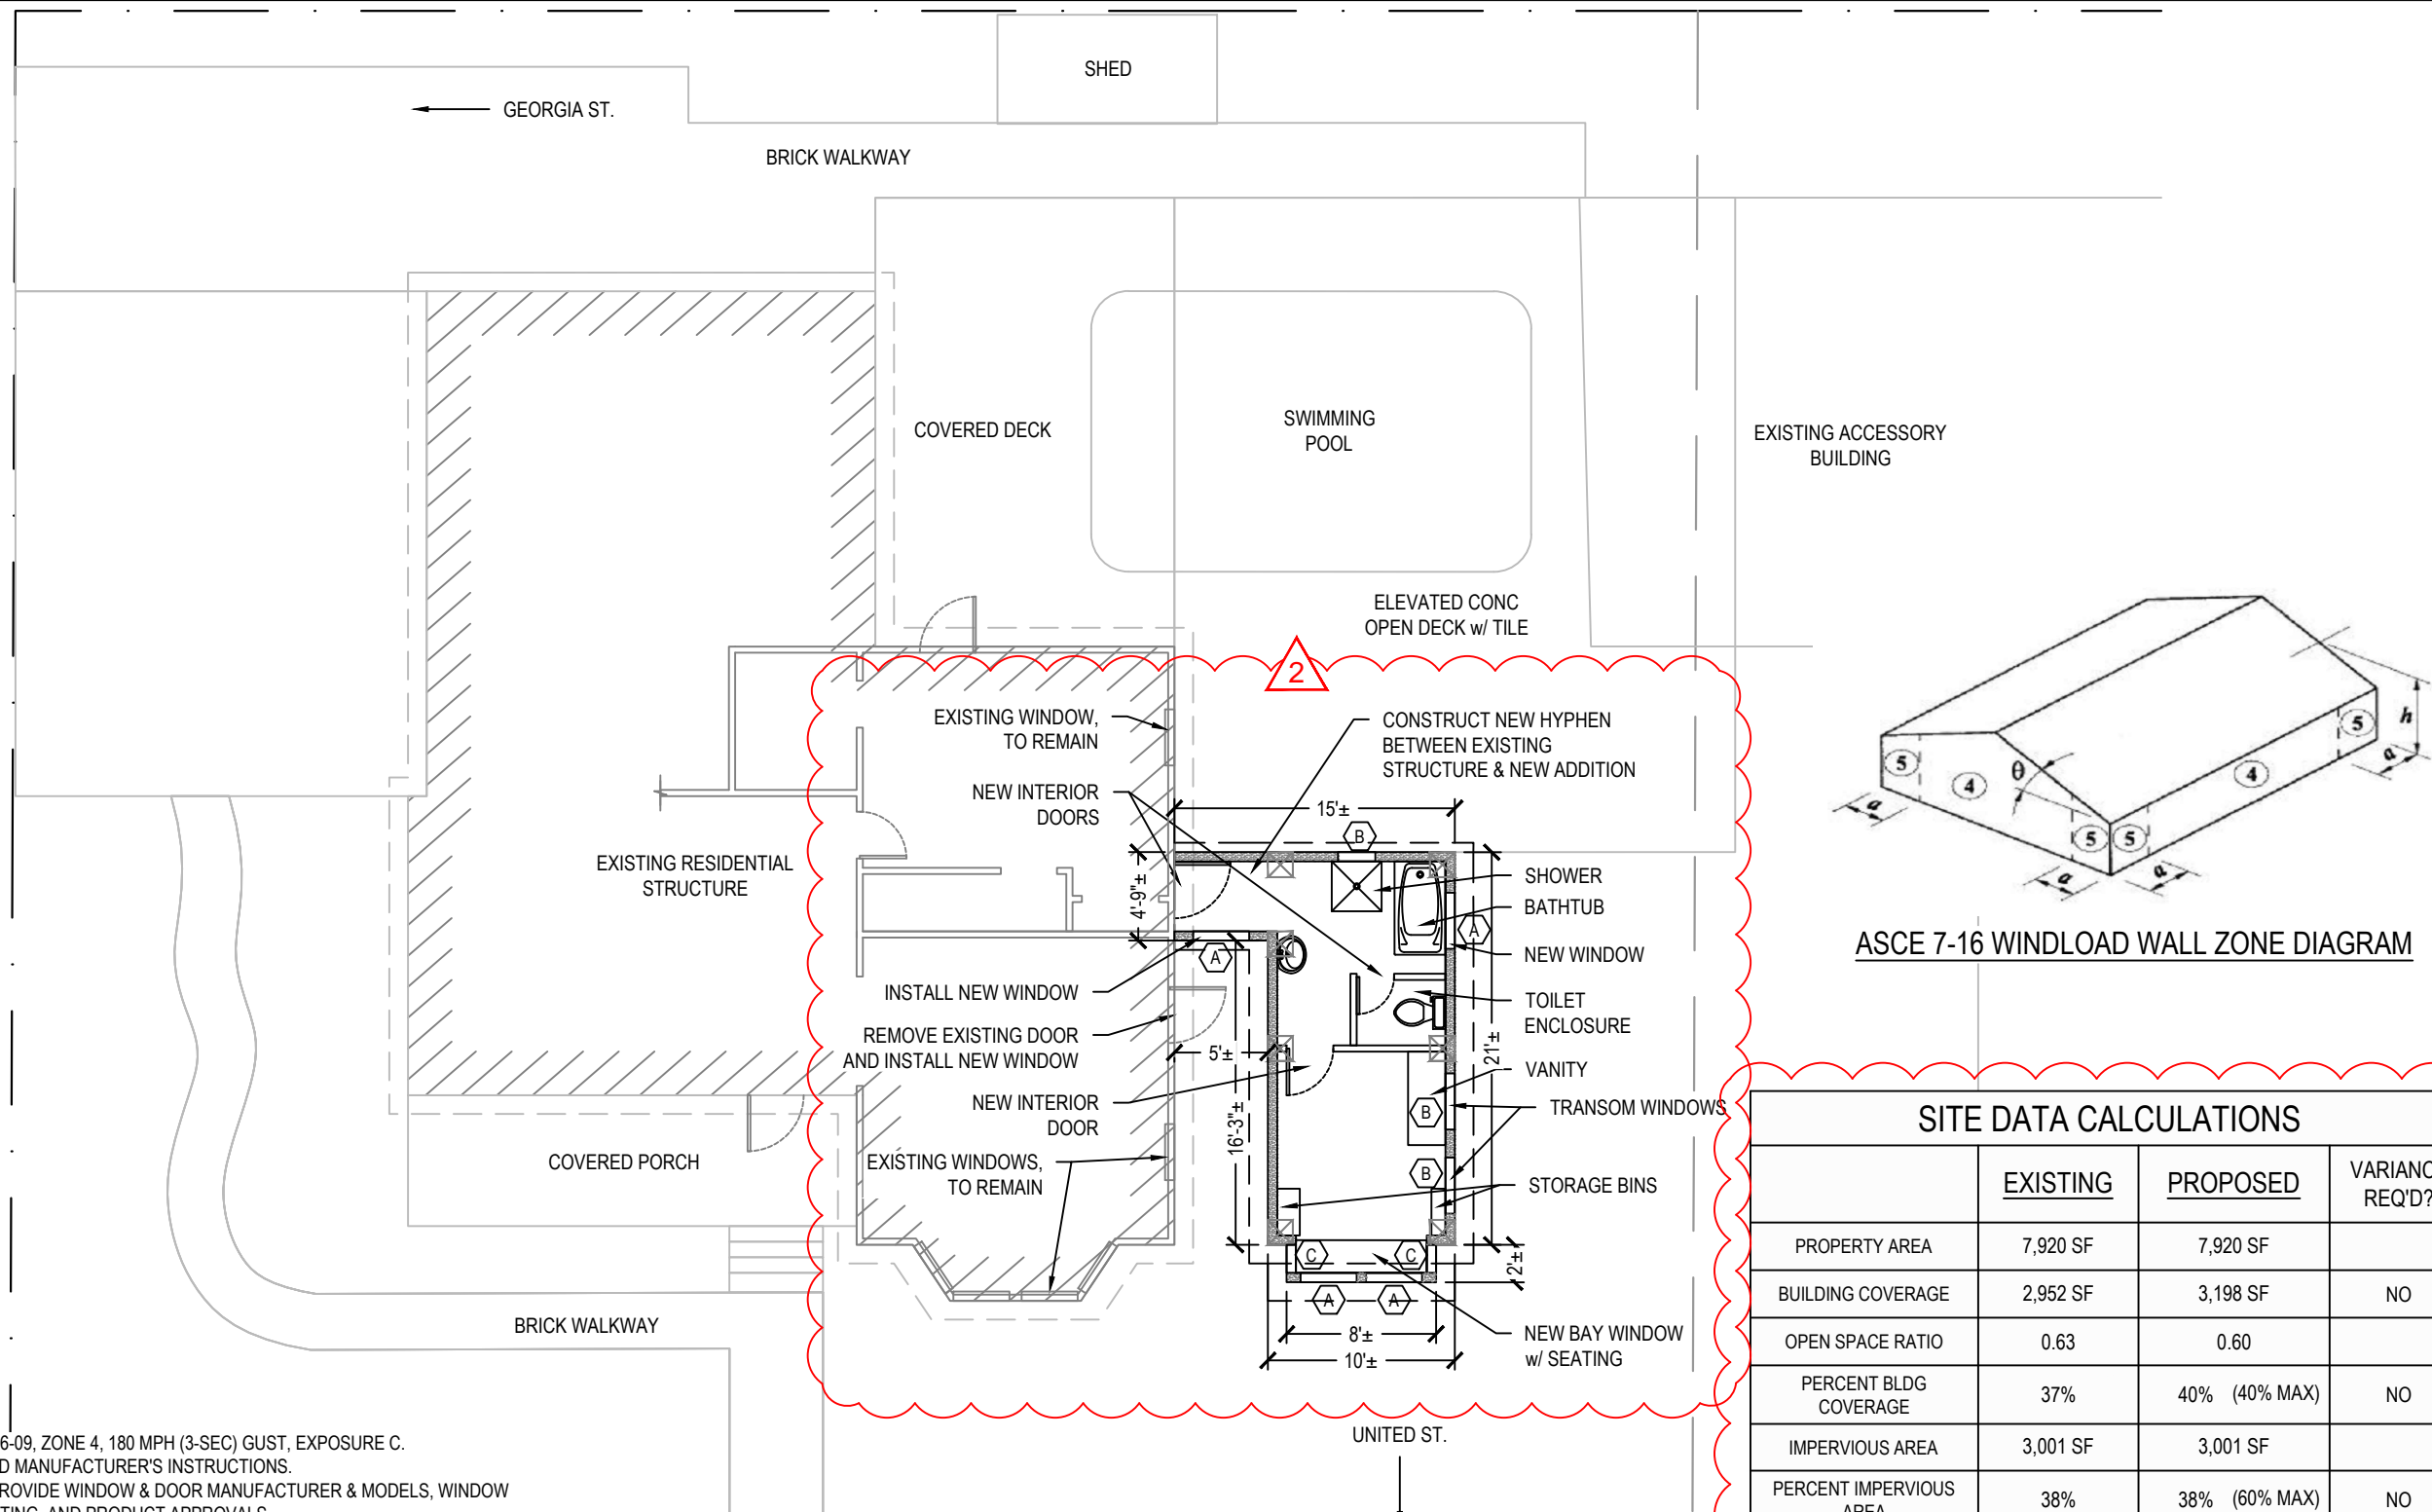 SHED
GEORGIA ST.
BRICK WALKWAY
COVERED DECK
SWIMMING
POOL
EXISTING ACCESSORY
BUILDING
ELEVATED CONC
OPEN DECK w/ TILE
2
EXISTING WINDOW,
TO REMAIN
CONSTRUCT NEW HYPHEN
BETWEEN EXISTING
STRUCTURE & NEW ADDITION
NEW INTERIOR
DOORS
15'±
B
EXISTING RESIDENTIAL
STRUCTURE
4'-9"±
SHOWER
BATHTUB
A
NEW WINDOW
A
INSTALL NEW WINDOW
TOILET
ENCLOSURE
REMOVE EXISTING DOOR
AND INSTALL NEW WINDOW
5'±
21'±
VANITY
NEW INTERIOR
DOOR
B
TRANSOM WINDOWS
16'-3"±
COVERED PORCH
EXISTING WINDOWS,
TO REMAIN
B
STORAGE BINS
C
C
2'±
A
A
BRICK WALKWAY
8'±
10'±
NEW BAY WINDOW
w/ SEATING
UNITED ST.
h
5
5
4
θ
4
5
5
a
a
a
a
ASCE 7-16 WINDLOAD WALL ZONE DIAGRAM
SITE DATA CALCULATIONS
EXISTING
PROPOSED
REQ'D?
PROPERTY AREA 7,920 SF 7,920 SF
BUILDING COVERAGE 2,952 SF 3,198 SF NO
OPEN SPACE RATIO 0.63 0.60
PERCENT BLDG
COVERAGE 37% 40% (40% MAX) NO
IMPERVIOUS AREA 3,001 SF 3,001 SF
PERCENT IMPERVIOUS
AREA 38% 38% (60% MAX) NO
6-09, ZONE 4, 180 MPH (3-SEC) GUST, EXPOSURE C.
D MANUFACTURER'S INSTRUCTIONS.
ROVIDE WINDOW & DOOR MANUFACTURER & MODELS, WINDOW
TING, AND PRODUCT APPROVALS